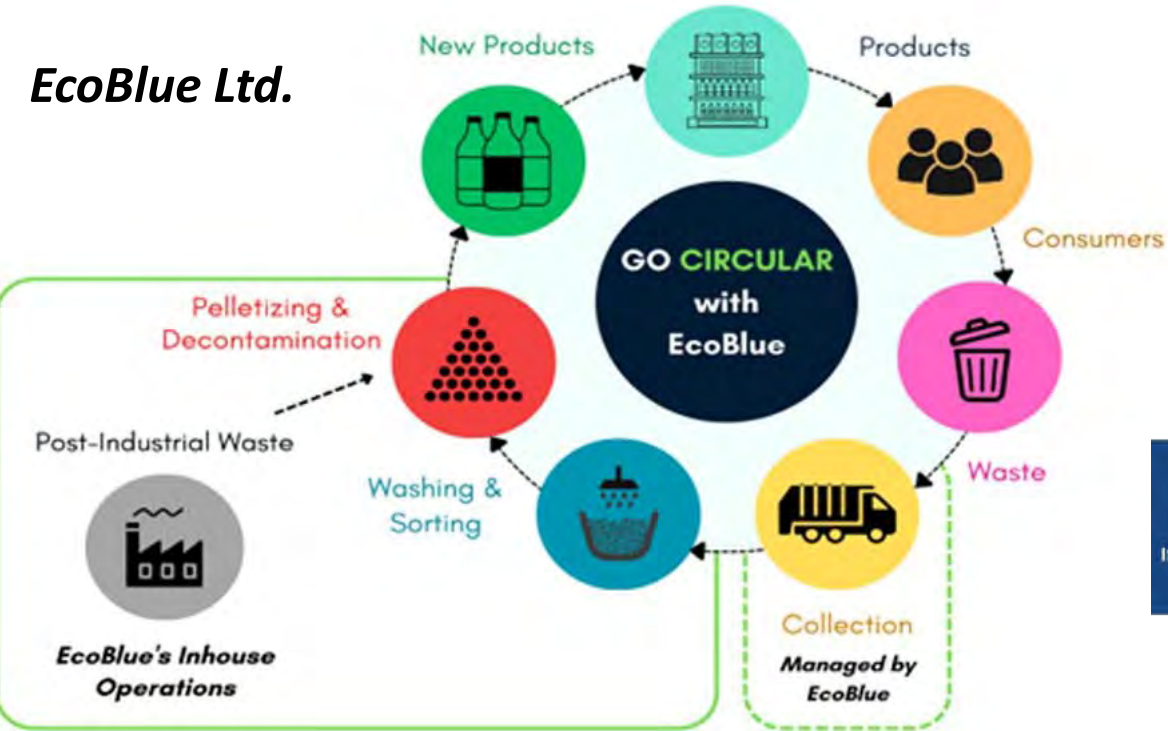 EcoBlue Ltd.
New Products
Products
Consumers
GO CIRCULAR
with
EcoBlue
Pelletizing &
Decontamination
Post-Industrial Waste
Washing &
Sorting
Waste
Collection
Managed by
EcoBlue
EcoBlue's Inhouse
Operations